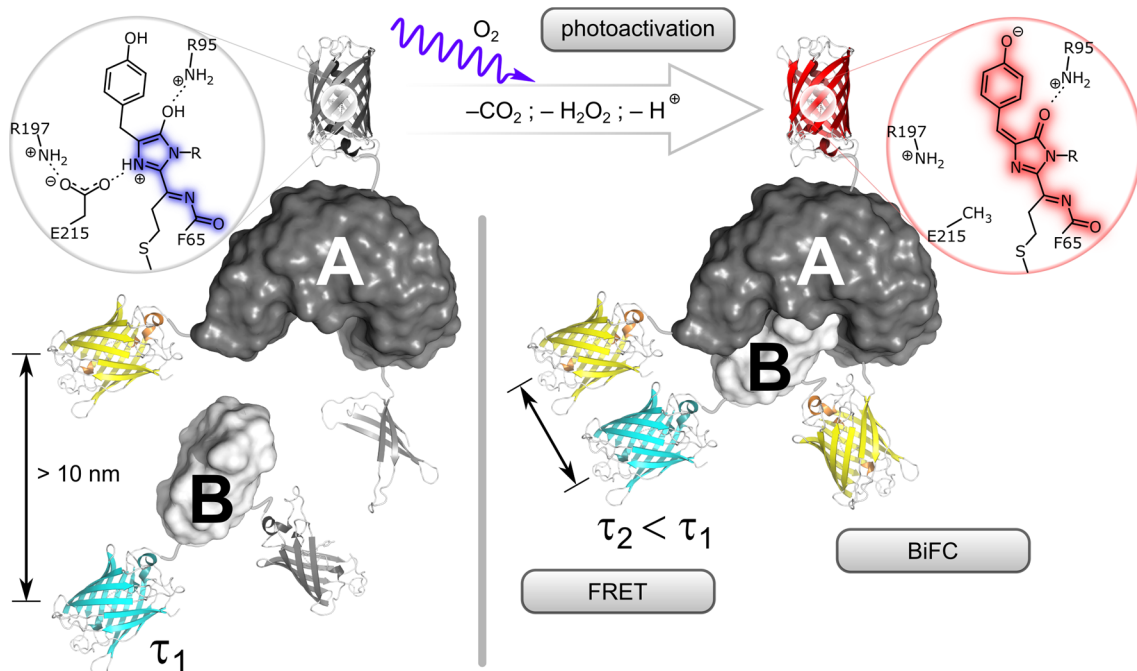 O2
photoactivation
–CO2 ; – H2O2 ; – H⊕
OH
R95
⊕
NH2
OH
R197
NH2
⊕
HN
⊕
N
R
⊖
O
O
N
O
E215
S
F65
O⊖
R95
⊕
NH2
O
R197
NH2
⊕
N
N
R
N
O
CH3
E215
S
F65
A
A
B
B
> 10 nm
τ2 < τ1
BiFC
FRET
τ1